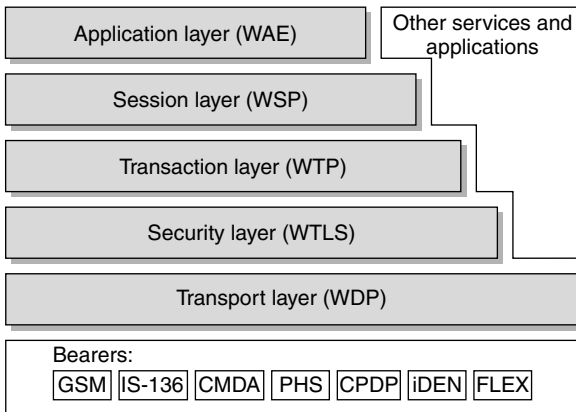 Application layer (WAE)
Other services and
applications
Session layer (WSP)
Transaction layer (WTP)
Security layer (WTLS)
Transport layer (WDP)
Bearers:
GSM IS-136 CMDA PHS CPDP iDEN FLEX